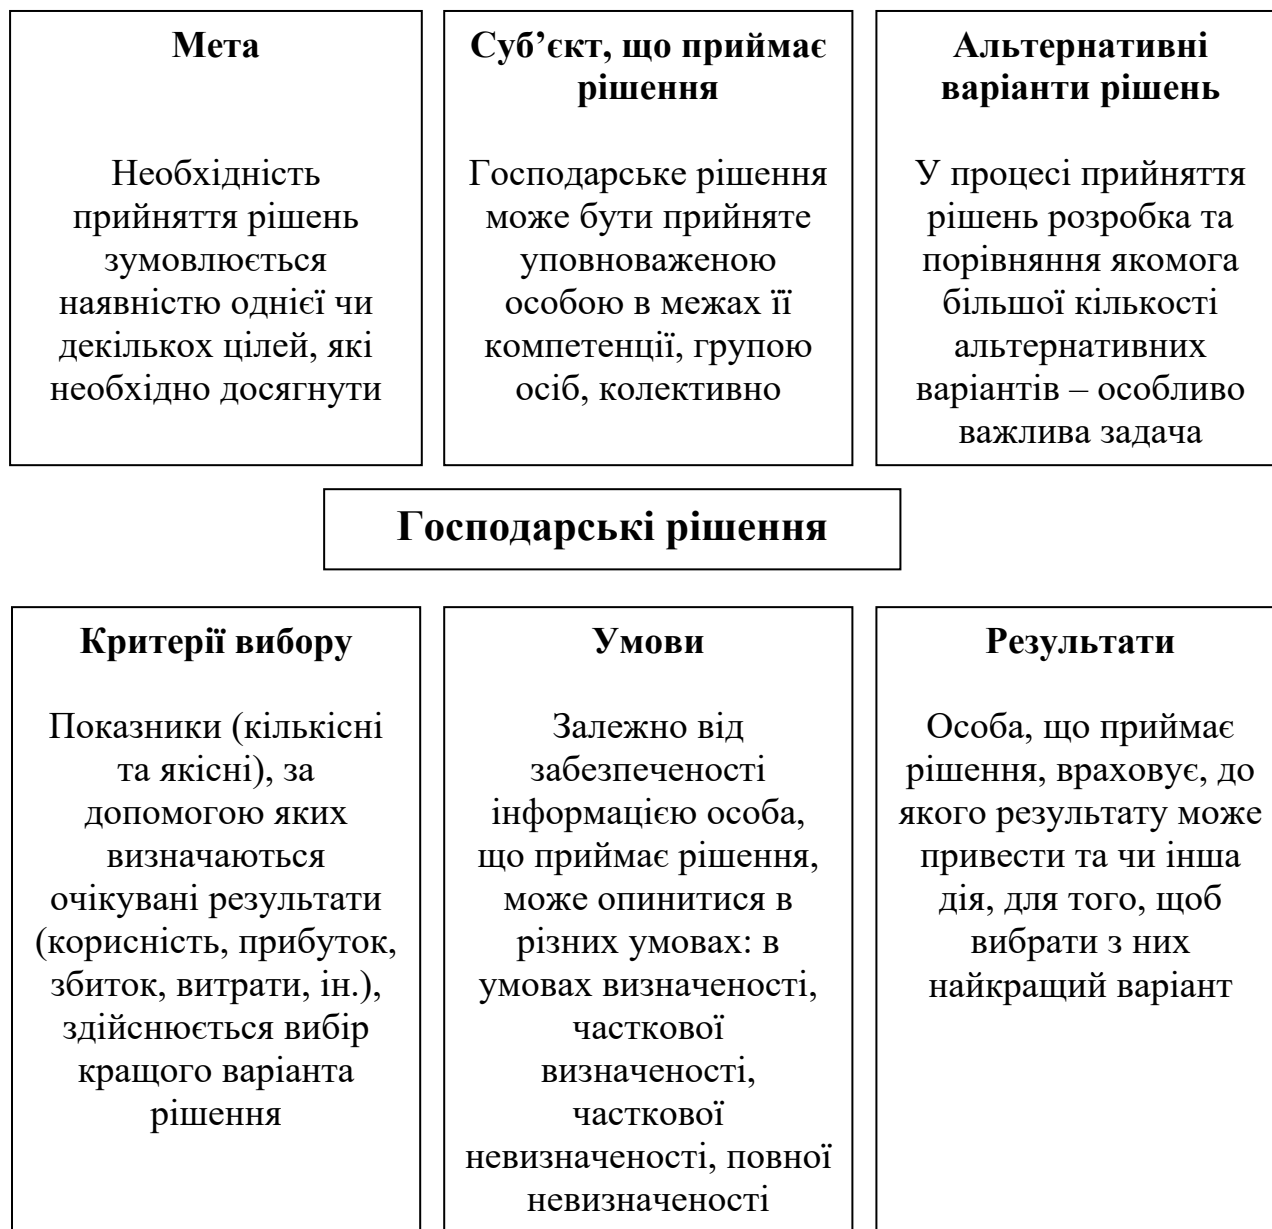 Мета
Необхідність
прийняття рішень
зумовлюється
наявністю однієї чи
декількох цілей, які
необхідно досягнути
Суб’єкт, що приймає
рішення
Господарське рішення
може бути прийняте
уповноваженою
особою в межах її
компетенції, групою
осіб, колективно
Альтернативні
варіанти рішень
У процесі прийняття
рішень розробка та
порівняння якомога
більшої кількості
альтернативних
варіантів – особливо
важлива задача
Господарські рішення
Критерії вибору
Показники (кількісні
та якісні), за
допомогою яких
визначаються
очікувані результати
(корисність, прибуток,
збиток, витрати, ін.),
здійснюється вибір
кращого варіанта
рішення
Умови
Залежно від
забезпеченості
інформацією особа,
що приймає рішення,
може опинитися в
різних умовах: в
умовах визначеності,
часткової
визначеності,
часткової
невизначеності, повної
невизначеності
Результати
Особа, що приймає
рішення, враховує, до
якого результату може
привести та чи інша
дія, для того, щоб
вибрати з них
найкращий варіант